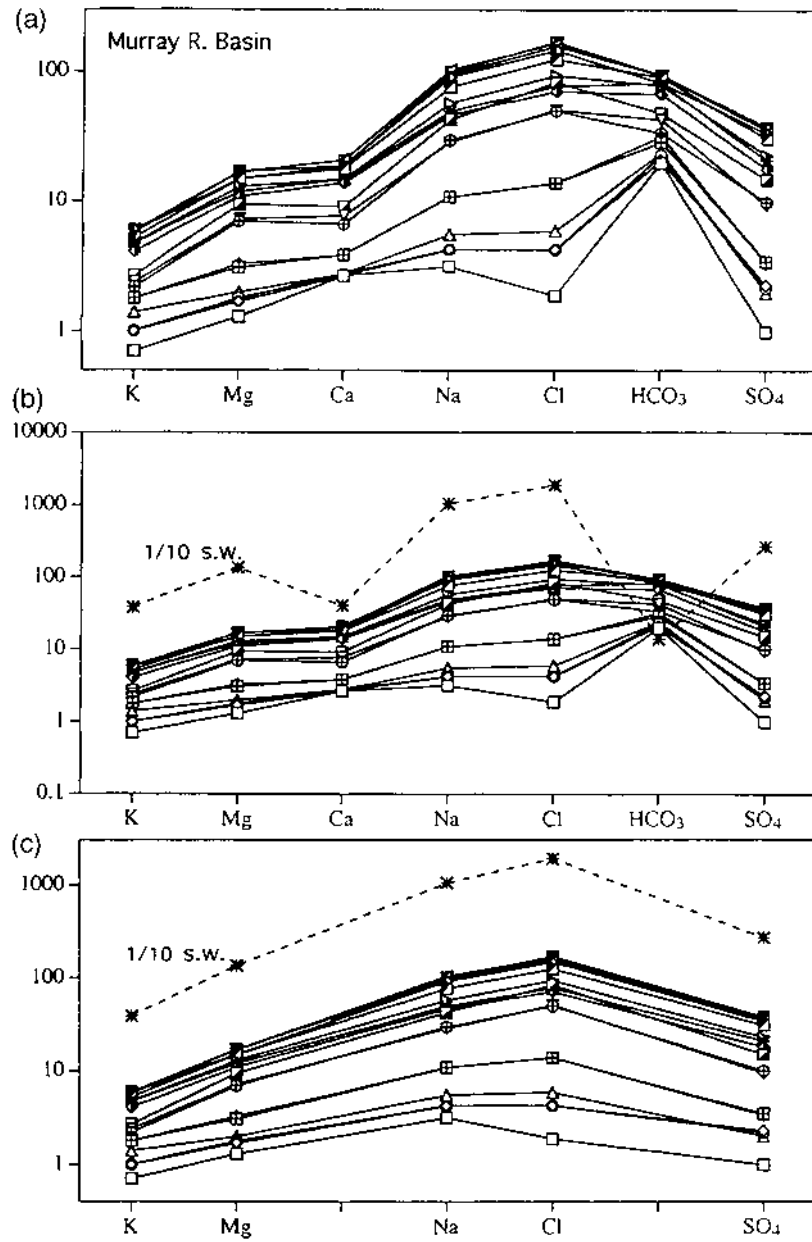 (a)
Murray R. Basin
100
10
1
K Mg Ca Na Cl HCO₃ SO₄
(b)
10000
1000
1/10 s.w.
100
10
1
0.1
K Mg Ca Na Cl HCO₃ SO₄
(c)
1000
1/10 s.w.
100
10
1
K Mg Na Cl SO₄